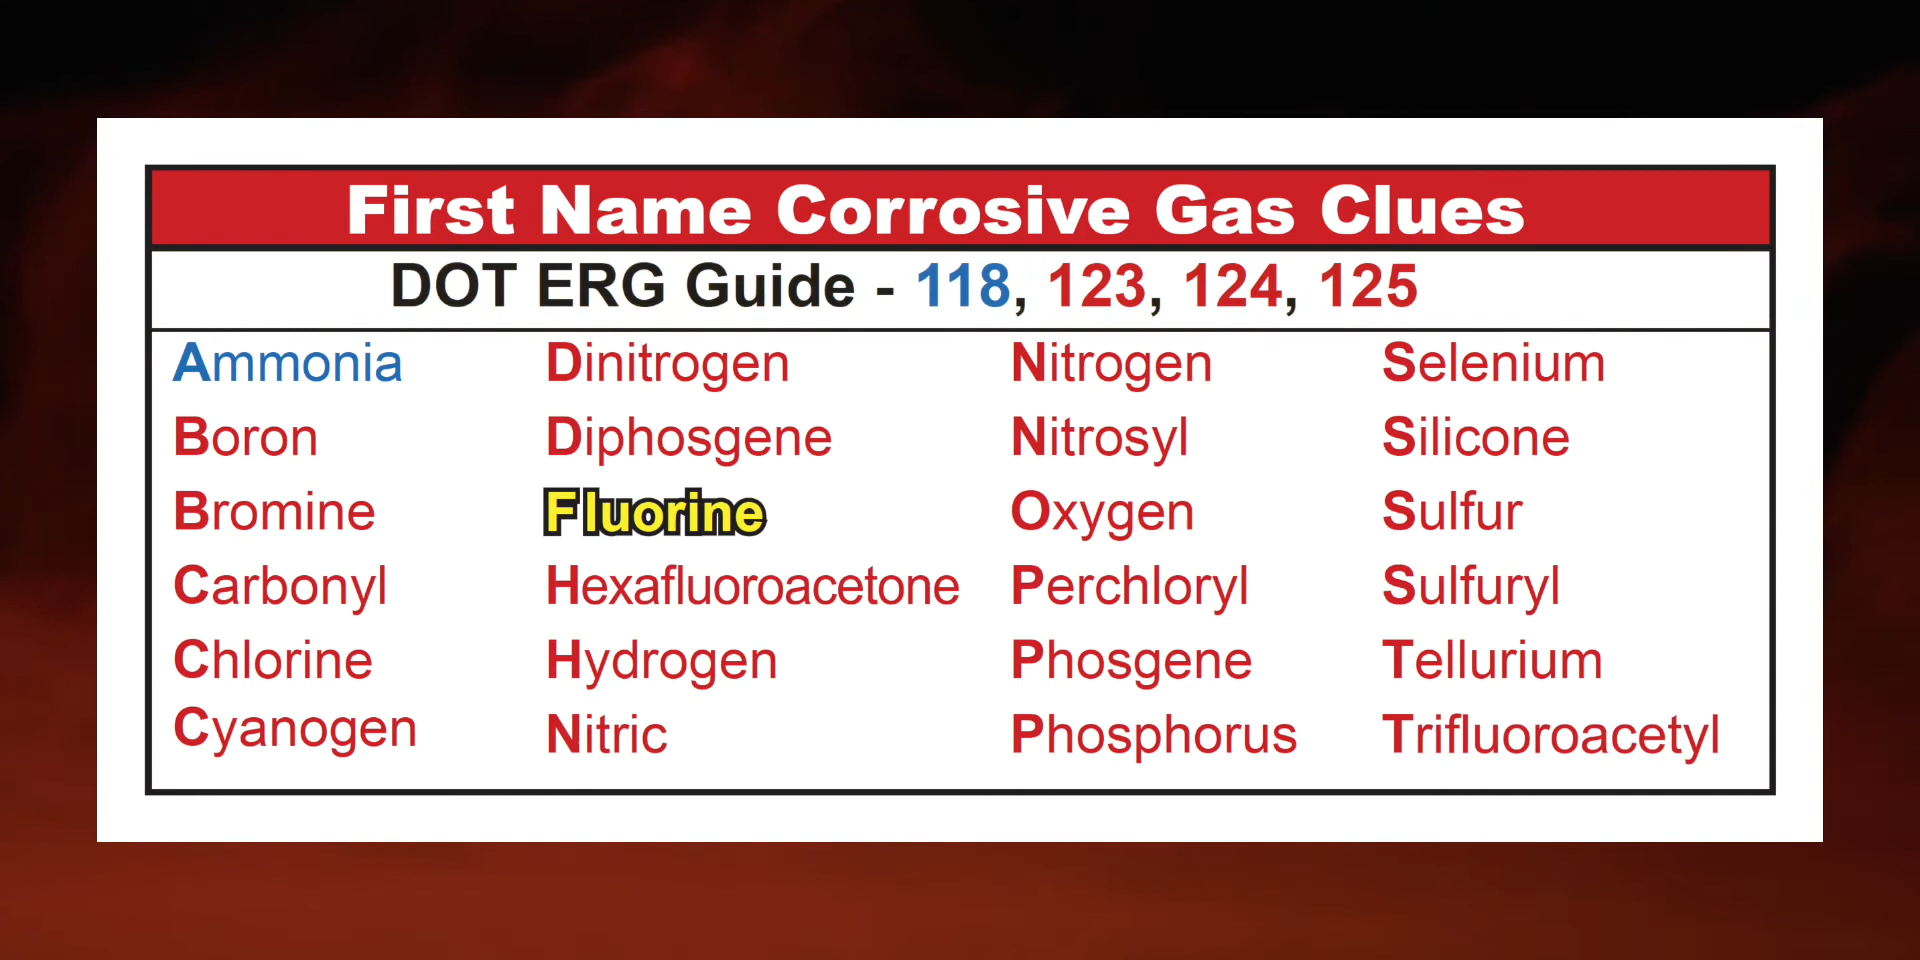 First Name Corrosive Gas Clues
DOT ERG Guide - 118, 123, 124, 125
Ammonia Dinitrogen Nitrogen Selenium
Boron Diphosgene Nitrosyl Silicone
Bromine Fluorine Oxygen Sulfur
Carbonyl Hexafluoroacetone Perchloryl Sulfuryl
Chlorine Hydrogen Phosgene Tellurium
Cyanogen Nitric Phosphorus Trifluoroacetyl